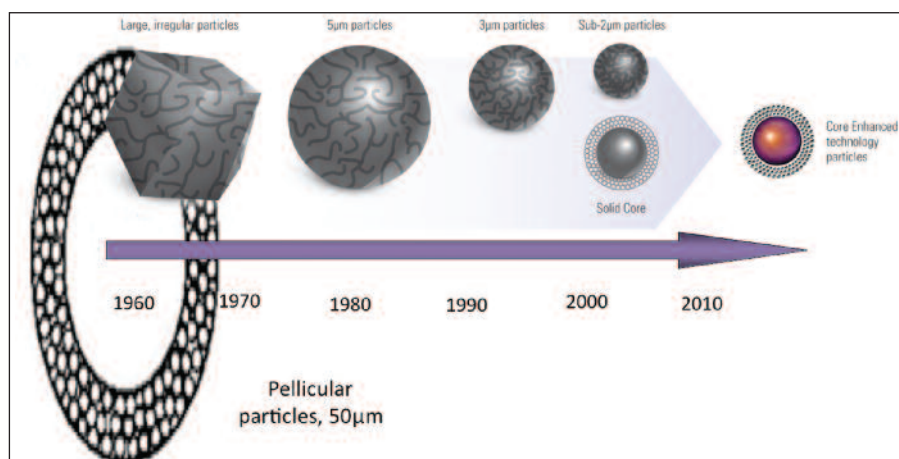 Large, irregular particles
5µm particles
3µm particles
Sub-2µm particles
Core Enhanced
technology
particles
Solid Core
1960
1970
1980
1990
2000
2010
Pellicular
particles, 50µm